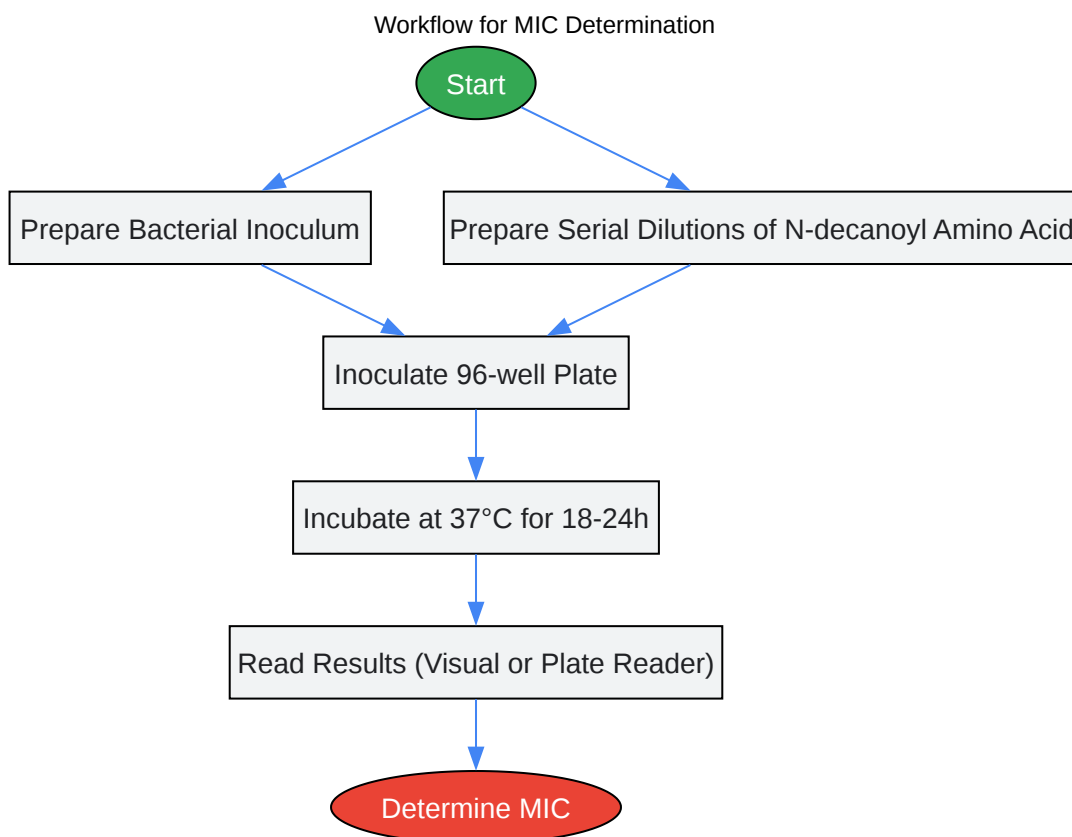 Workflow for MIC Determination
Start
Prepare Bacterial Inoculum
Prepare Serial Dilutions of N-decanoyl Amino Acid
Inoculate 96-well Plate
Incubate at 37°C for 18-24h
Read Results (Visual or Plate Reader)
Determine MIC